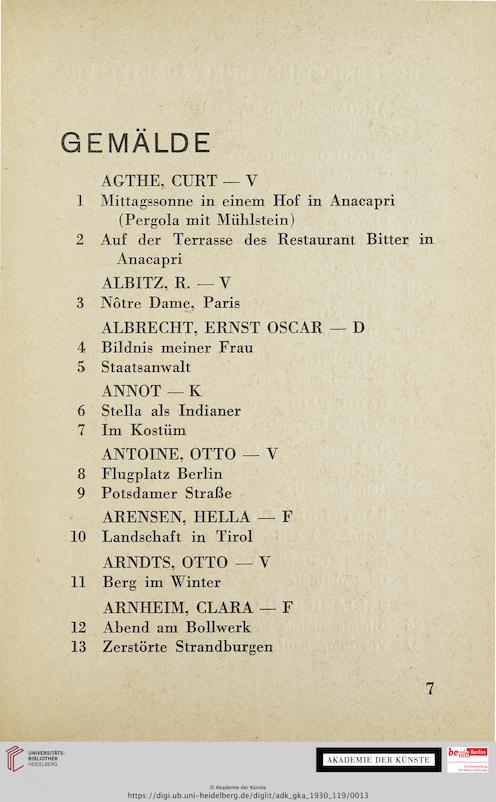 GEMÄLDE
AGTHE, CURT — V
1 Mittagssonne in einem Hof in Anacapri
(Pergola mit Mühlstein)
2 Auf der Terrasse des Restaurant Bitter in
Anacapri
ALBITZ, R. — V
3 Nôtre Dame, Paris
ALBRECHT, ERNST OSCAR — D
4 Bildnis meiner Frau
5 Staatsanwalt
ANNOT — K
6 Stella als Indianer
7 Im Kostüm
ANTOINE, OTTO — V
8 Flugplatz Berlin
9 Potsdamer Straße
ARENSEN, HELLA — F
10 Landschaft in Tirol
ARNDTS, OTTO — V
11 Berg im Winter
ARNHEIM, CLARA — F
12 Abend am Bollwerk
13 Zerstörte Strandburgen
7
UNIVERSITÄTS-
BIBLIOTHEK
HEIDELBERG
AKADEMIE DER KÜNSTE
Berlin
© Akademie der Künste
https://digi.ub.uni-heidelberg.de/diglit/adk_gka_1930_119/0013